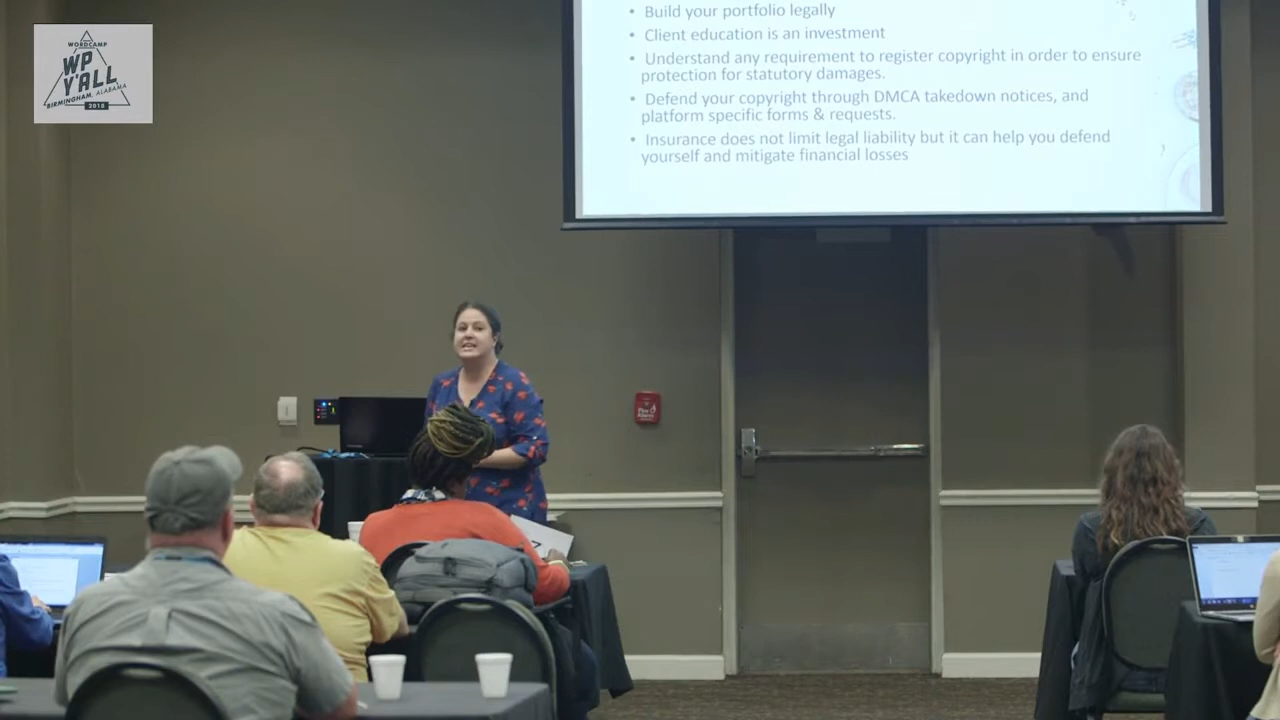 WORDCAMP
WP
Y'ALL
BIRMINGHAM, ALABAMA
2018
• Build your portfolio legally
• Client education is an investment
• Understand any requirement to register copyright in order to ensure
protection for statutory damages.
• Defend your copyright through DMCA takedown notices, and
platform specific forms & requests.
• Insurance does not limit legal liability but it can help you defend
yourself and mitigate financial losses